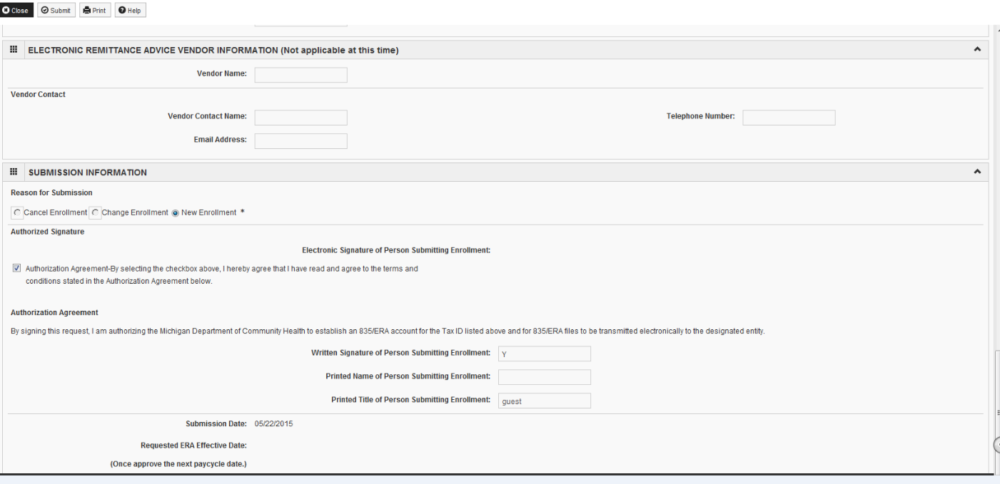 Close Submit Print Help
ELECTRONIC REMITTANCE ADVICE VENDOR INFORMATION (Not applicable at this time)
Vendor Name:
Vendor Contact
Vendor Contact Name: Telephone Number:
Email Address:
SUBMISSION INFORMATION
Reason for Submission
Cancel Enrollment Change Enrollment New Enrollment *
Authorized Signature
Electronic Signature of Person Submitting Enrollment:
Authorization Agreement-By selecting the checkbox above, I hereby agree that I have read and agree to the terms and
conditions stated in the Authorization Agreement below.
Authorization Agreement
By signing this request, I am authorizing the Michigan Department of Community Health to establish an 835/ERA account for the Tax ID listed above and for 835/ERA files to be transmitted electronically to the designated entity.
Written Signature of Person Submitting Enrollment: Y
Printed Name of Person Submitting Enrollment:
Printed Title of Person Submitting Enrollment: guest
Submission Date: 05/22/2015
Requested ERA Effective Date:
(Once approve the next paycycle date.)